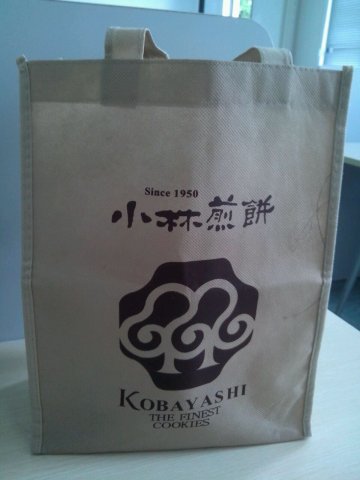 Since 1950
小林煎餅
KOBAYASHI
THE FINEST
COOKIES